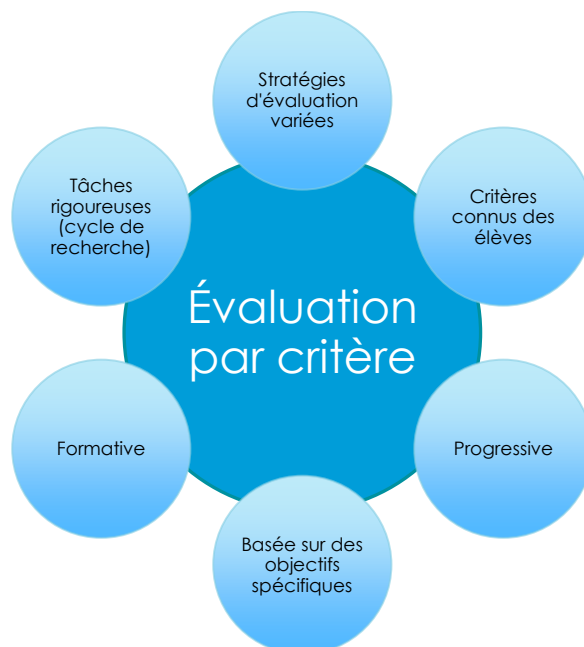 Stratégies
d'évaluation
variées
Tâches
rigoureuses
(cycle de
recherche)
Critères
connus des
élèves
Évaluation
par critère
Formative
Progressive
Basée sur des
objectifs
spécifiques